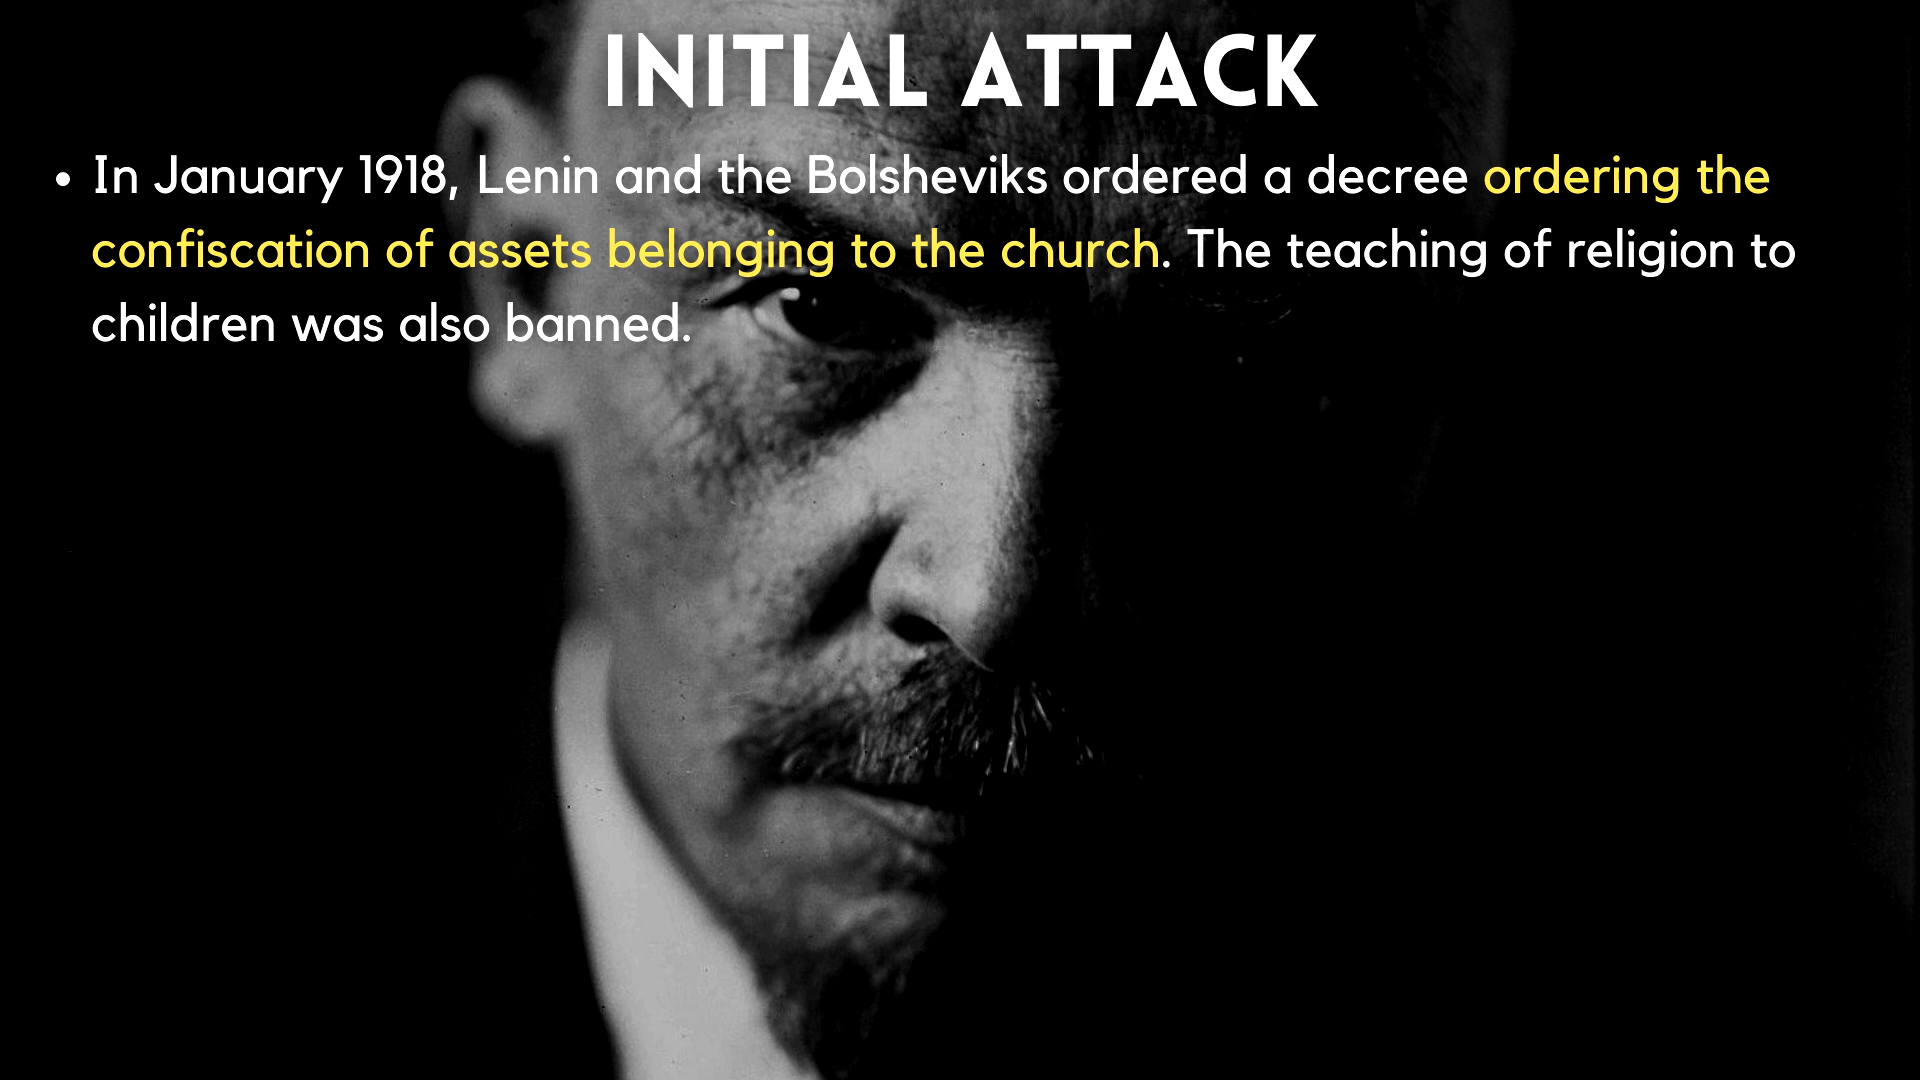 INITIAL ATTACK
• In January 1918, Lenin and the Bolsheviks ordered a decree ordering the
confiscation of assets belonging to the church. The teaching of religion to
children was also banned.